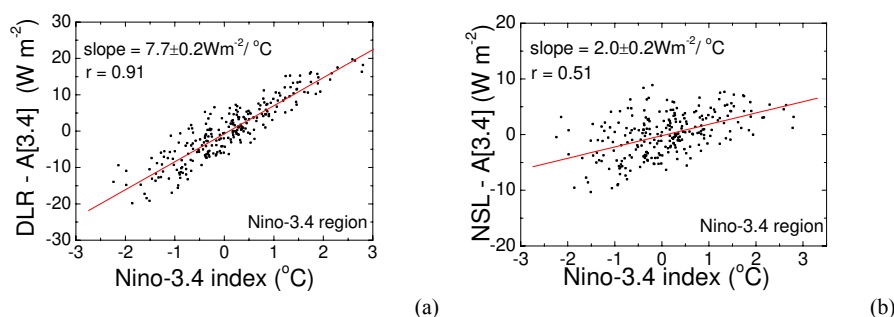 slope = 7.7±0.2Wm⁻²/ °C
r = 0.91
DLR - A[3.4] (W m⁻²)
30
20
10
0
-10
-20
-30
Nino-3.4 region
-3 -2 -1 0 1 2 3
Nino-3.4 index (°C)
(a)
slope = 2.0±0.2Wm⁻²/ °C
r = 0.51
NSL - A[3.4] (W m⁻²)
20
10
0
-10
-20
Nino-3.4 region
-3 -2 -1 0 1 2 3
Nino-3.4 index (°C)
(b)